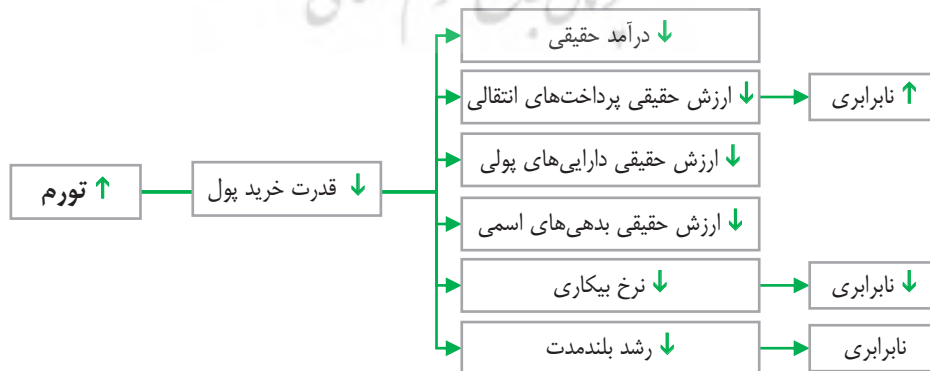 درآمد حقیقی
ارزش حقیقی پرداخت‌های انتقالی
نابرابری
ارزش حقیقی دارایی‌های پولی
تورم
قدرت خرید پول
ارزش حقیقی بدهی‌های اسمی
نرخ بیکاری
نابرابری
رشد بلندمدت
نابرابری